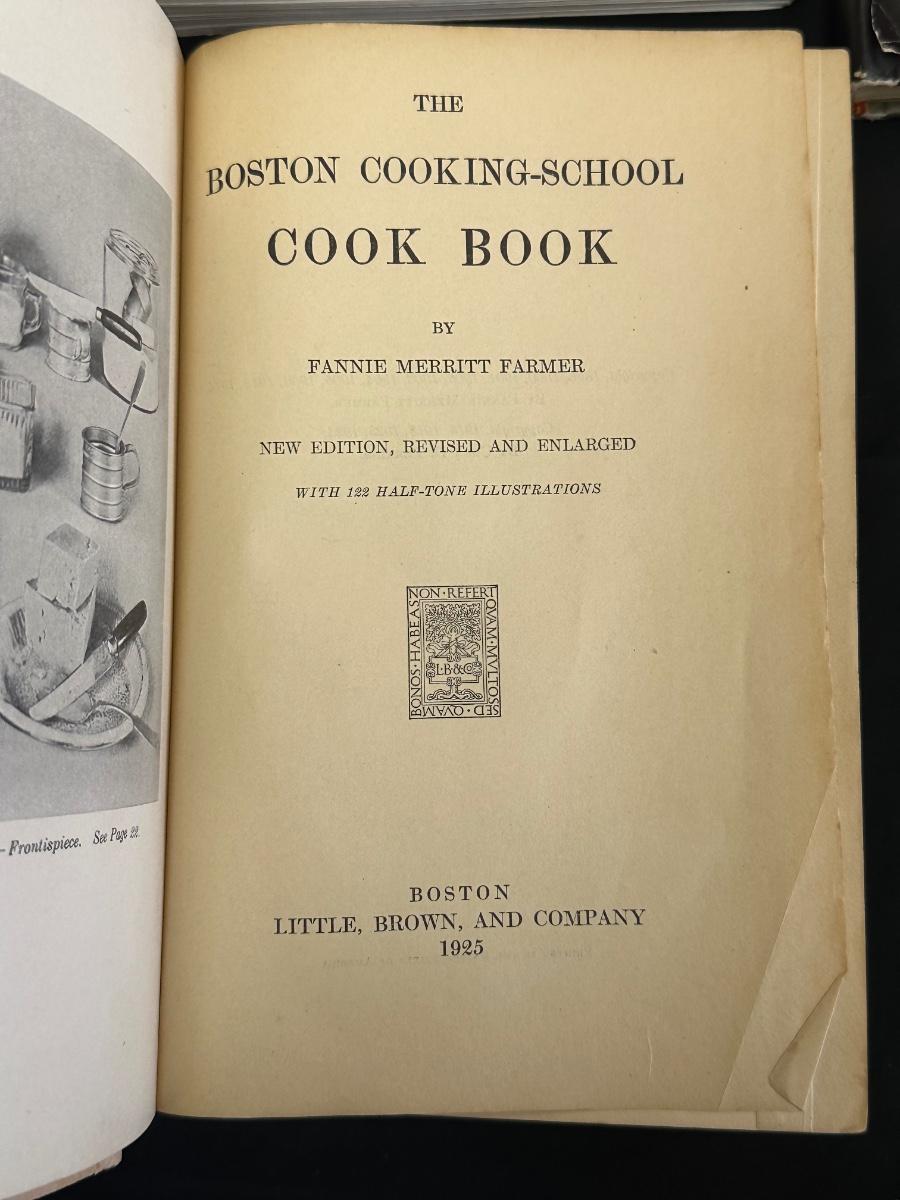 – Frontispiece. See Page 22.
THE
BOSTON COOKING-SCHOOL
COOK BOOK
BY
FANNIE MERRITT FARMER
NEW EDITION, REVISED AND ENLARGED
WITH 122 HALF-TONE ILLUSTRATIONS
NON·REFERT
QVAM·MVLTOS
SED·QVAM
BONOS·HABEAS
L·B·&·Co
BOSTON
LITTLE, BROWN, AND COMPANY
1925